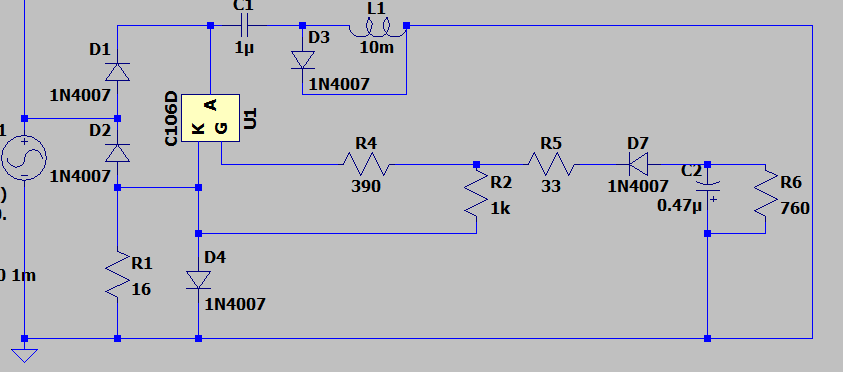 C1
L1
D1
1µ
D3
10m
1N4007
1N4007
C106D
A
K
G
U1
1
D2
+
1N4007
R4
390
R5
33
D7
1N4007
C2
0.47µ
+
R6
760
R2
1k
)
.
R1
16
D4
1N4007
0 1m